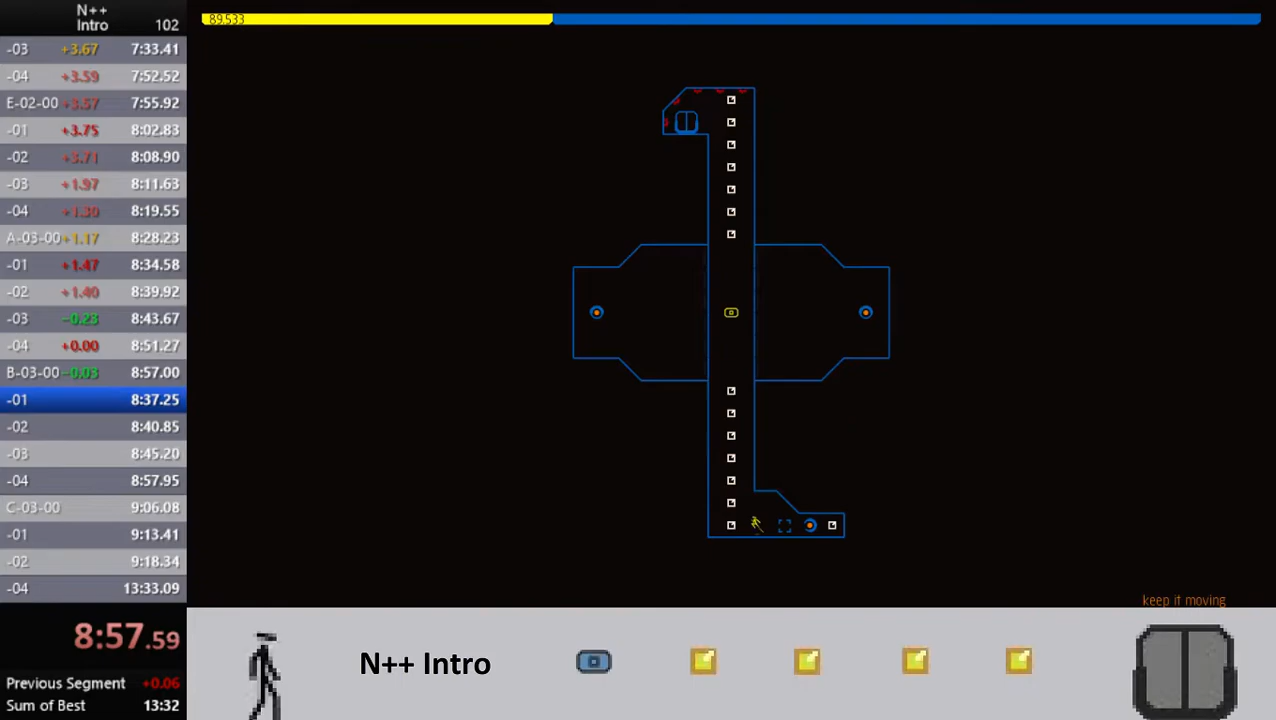 N++
Intro 102
-03 +3.67 7:33.41
-04 +3.59 7:52.52
E-02-00 +3.57 7:55.92
-01 +3.75 8:02.83
-02 +3.71 8:08.90
-03 +1.97 8:11.63
-04 +1.30 8:19.55
A-03-00 +1.17 8:28.23
-01 +1.47 8:34.58
-02 +1.40 8:39.92
-03 −0.23 8:43.67
-04 +0.00 8:51.27
B-03-00 −0.03 8:57.00
-01 8:37.25
-02 8:40.85
-03 8:45.20
-04 8:57.95
C-03-00 9:06.08
-01 9:13.41
-02 9:18.34
-04 13:33.09
8:57.59
Previous Segment +0.06
Sum of Best 13:32
89.533
keep it moving
N++ Intro